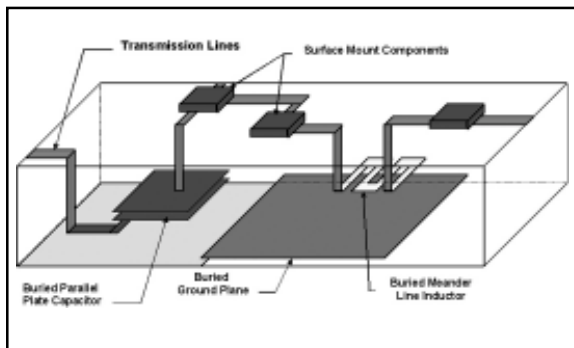 Transmission Lines
Surface Mount Components
Buried Parallel
Plate Capacitor
Buried
Ground Plane
Buried Meander
Line Inductor